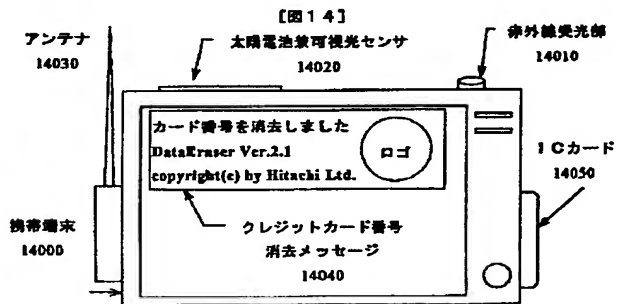 【図１４】
アンテナ
14030
太陽電池兼可視光センサ
14020
赤外線受光部
14010
カード番号を消去しました
DataEraser Ver.2.1
copyright(c) by Hitachi Ltd.
ロゴ
ＩＣカード
14050
携帯端末
14000
クレジットカード番号
消去メッセージ
14040